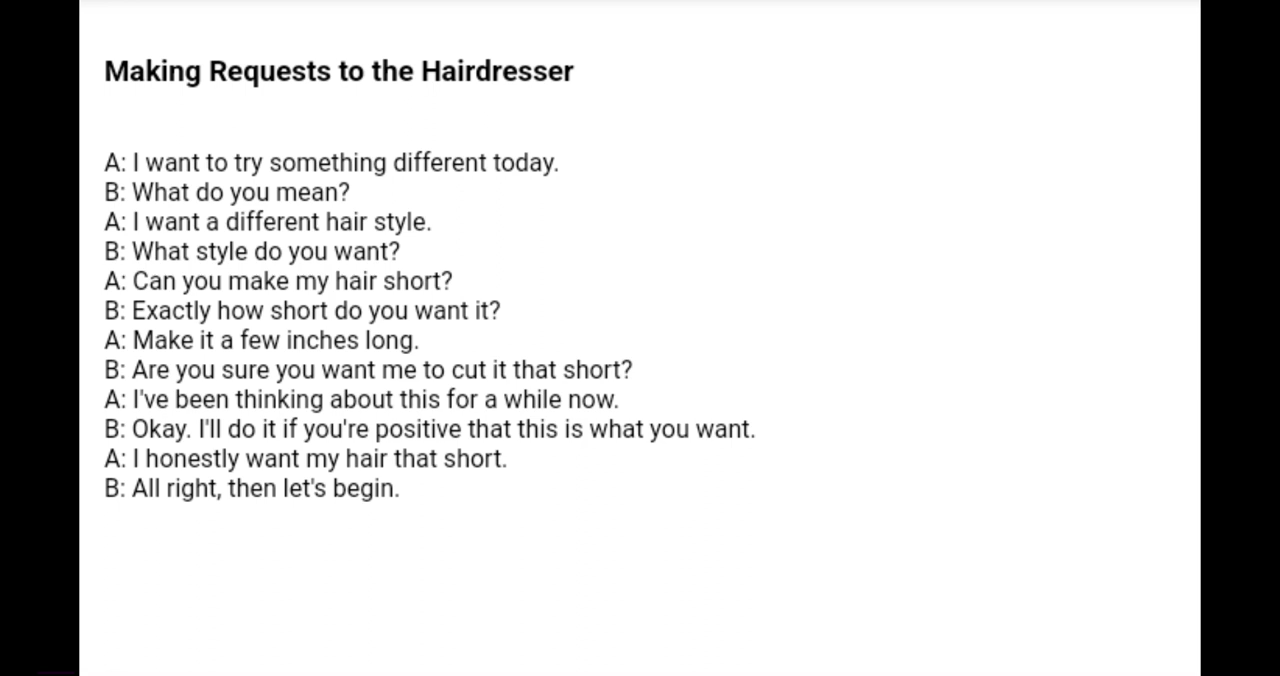 Making Requests to the Hairdresser
A: I want to try something different today.
B: What do you mean?
A: I want a different hair style.
B: What style do you want?
A: Can you make my hair short?
B: Exactly how short do you want it?
A: Make it a few inches long.
B: Are you sure you want me to cut it that short?
A: I've been thinking about this for a while now.
B: Okay. I'll do it if you're positive that this is what you want.
A: I honestly want my hair that short.
B: All right, then let's begin.